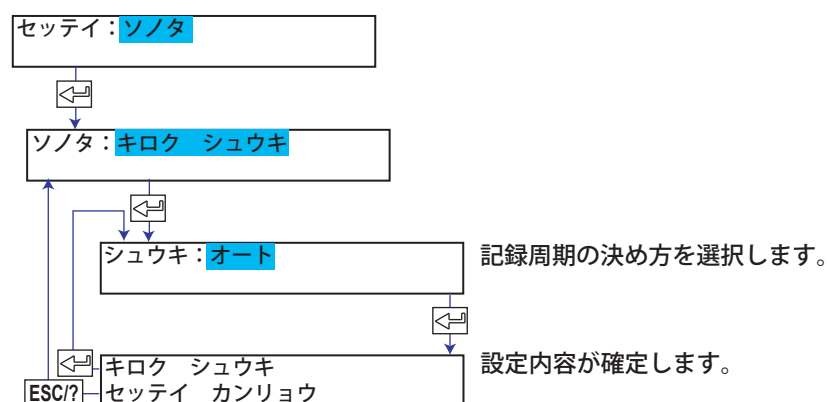 セッテイ：ソノタ
ソノタ：キロク　シュウキ
シュウキ：オート
記録周期の決め方を選択します。
キロク　シュウキ
セッテイ　カンリョウ
設定内容が確定します。
ESC/?